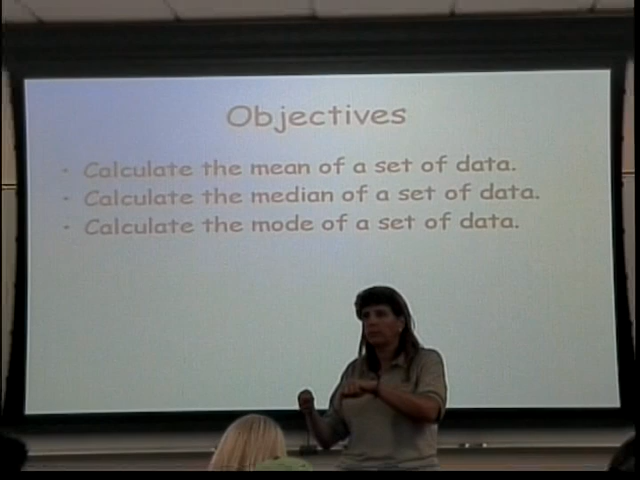 Objectives
• Calculate the mean of a set of data.
• Calculate the median of a set of data.
• Calculate the mode of a set of data.